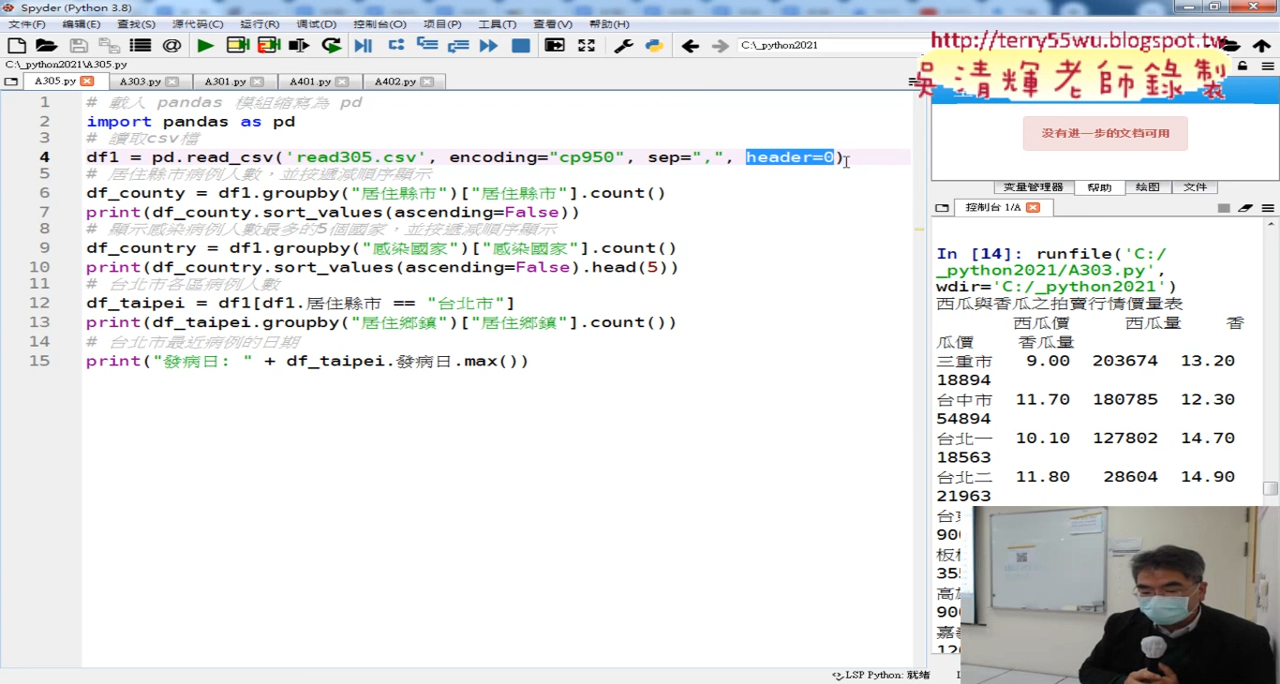 Spyder (Python 3.8)
文件(F) 编辑(E) 查找(S) 源代码(C) 运行(R) 调试(D) 控制台(O) 项目(P) 工具(T) 查看(V) 帮助(H)
C:\_python2021
http://terry55wu.blogspot.tw
吳清輝老師錄製
C:\_python2021\A305.py
A305.py A303.py A301.py A401.py A402.py
1 # 載入 pandas 模組縮寫為 pd
2 import pandas as pd
3 # 讀取csv檔
4 df1 = pd.read_csv('read305.csv', encoding="cp950", sep=",", header=0)
5 # 居住縣市病例人數，並按遞減順序顯示
6 df_county = df1.groupby("居住縣市")["居住縣市"].count()
7 print(df_county.sort_values(ascending=False))
8 # 顯示感染病例人數最多的5個國家，並按遞減順序顯示
9 df_country = df1.groupby("感染國家")["感染國家"].count()
10 print(df_country.sort_values(ascending=False).head(5))
11 # 台北市各區病例人數
12 df_taipei = df1[df1.居住縣市 == "台北市"]
13 print(df_taipei.groupby("居住鄉鎮")["居住鄉鎮"].count())
14 # 台北市最近病例的日期
15 print("發病日: " + df_taipei.發病日.max())
没有进一步的文档可用
变量管理器 帮助 绘图 文件
控制台 1/A
In [14]: runfile('C:/
_python2021/A303.py',
wdir='C:/_python2021')
西瓜與香瓜之拍賣行情價量表
西瓜價 西瓜量 香
瓜價 香瓜量
三重市 9.00 203674 13.20
18894
台中市 11.70 180785 12.30
54894
台北一 10.10 127802 14.70
18563
台北二 11.80 28604 14.90
21963
LSP Python: 就绪